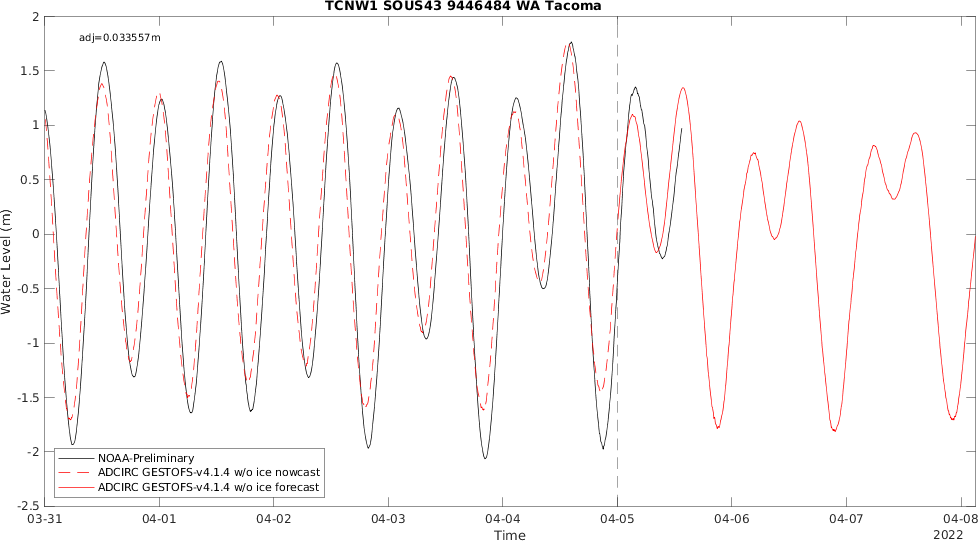 TCNW1 SOUS43 9446484 WA Tacoma
adj=0.033557m
2
1.5
1
0.5
0
-0.5
-1
-1.5
-2
-2.5
Water Level (m)
NOAA-Preliminary
ADCIRC GESTOFS-v4.1.4 w/o ice nowcast
ADCIRC GESTOFS-v4.1.4 w/o ice forecast
03-31 04-01 04-02 04-03 04-04 04-05 04-06 04-07 04-08
Time
2022